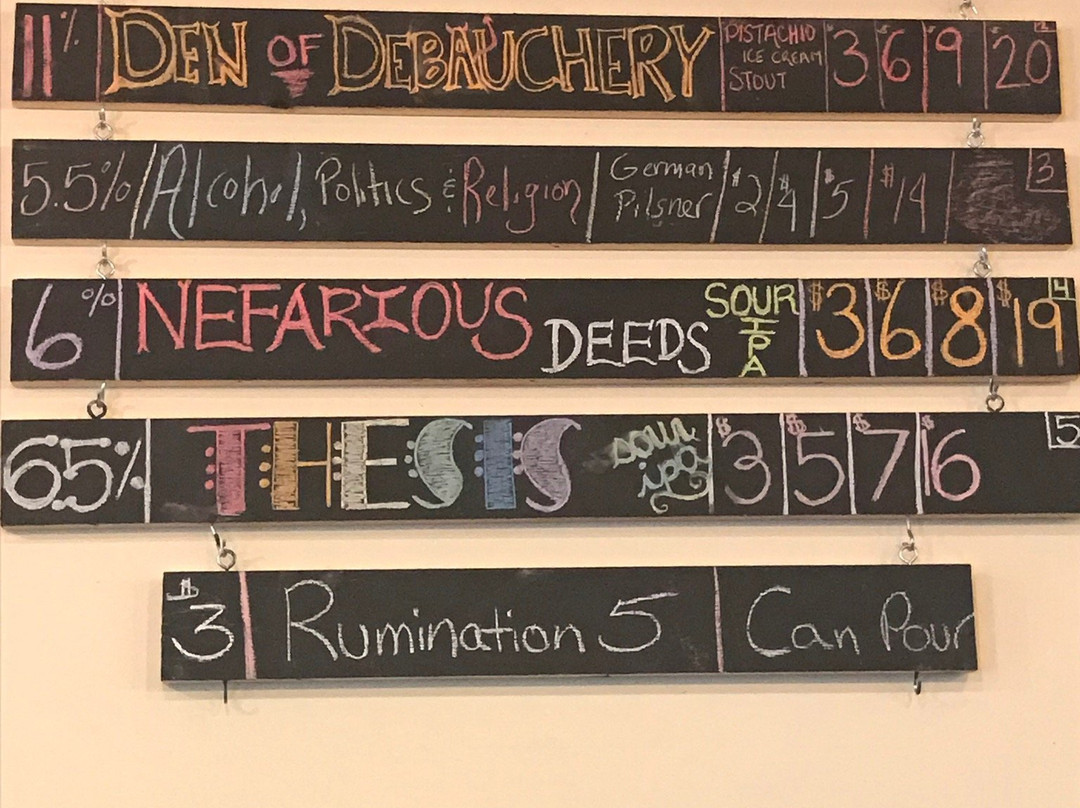 11% DEN OF DEBAUCHERY PISTACHIO ICE CREAM STOUT $3 $6 $9 $20 2
5.5% Alcohol, Politics & Religion German Pilsner $2 $4 $5 $14 3
6% NEFARIOUS DEEDS SOUR IPA $3 $6 $8 $19 4
6.5% THESIS sour ipa $3 $5 $7 $16 5
$3 Rumination 5 Can Pour